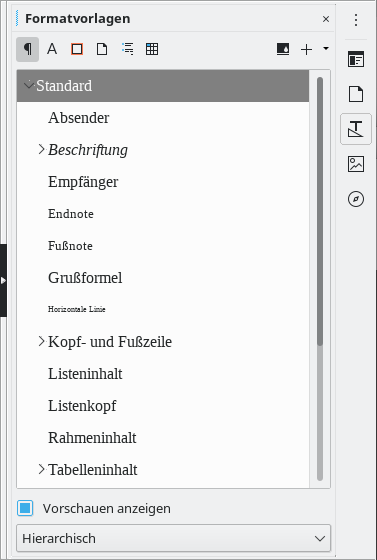 Formatvorlagen
Standard
Absender
Beschriftung
Empfänger
Endnote
Fußnote
Grußformel
Horizontale Linie
Kopf- und Fußzeile
Listeninhalt
Listenkopf
Rahmeninhalt
Tabelleninhalt
Vorschauen anzeigen
Hierarchisch